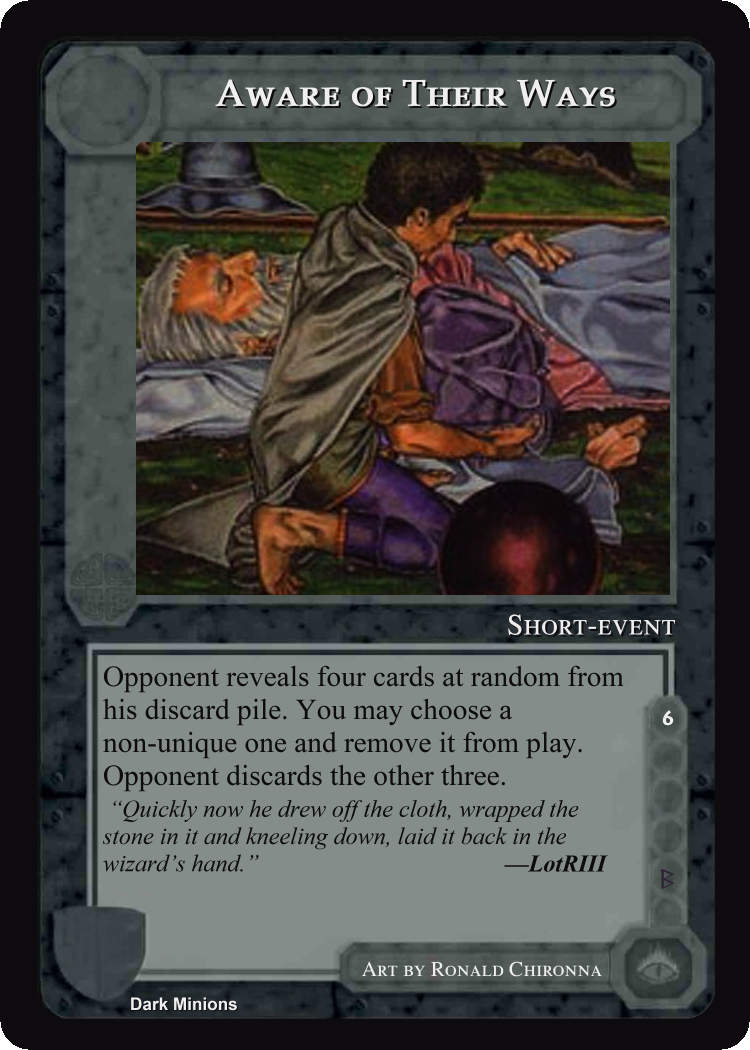 Aware of Their Ways
Short-event
Opponent reveals four cards at random from
his discard pile. You may choose a
non-unique one and remove it from play.
Opponent discards the other three.
“Quickly now he drew off the cloth, wrapped the
stone in it and kneeling down, laid it back in the
wizard’s hand.” —LotRIII
6
B
Art by Ronald Chironna
Dark Minions